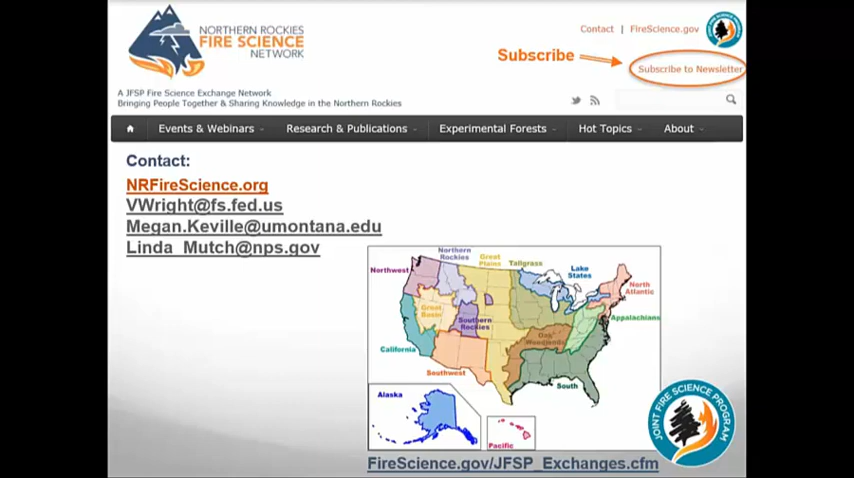 NORTHERN ROCKIES
FIRE SCIENCE
NETWORK
Contact | FireScience.gov
JOINT FIRE SCIENCE PROGRAM
Subscribe
Subscribe to Newsletter
A JFSP Fire Science Exchange Network
Bringing People Together & Sharing Knowledge in the Northern Rockies
Events & Webinars
Research & Publications
Experimental Forests
Hot Topics
About
Contact:
NRFireScience.org
VWright@fs.fed.us
Megan.Keville@umontana.edu
Linda_Mutch@nps.gov
Northern
Rockies
Great
Plains
Tallgrass
Northwest
Lake
States
North
Atlantic
Great
Basin
Southern
Rockies
Appalachians
Oak
Woodlands
California
Southwest
South
Alaska
Pacific
JOINT FIRE SCIENCE PROGRAM
FireScience.gov/JFSP_Exchanges.cfm